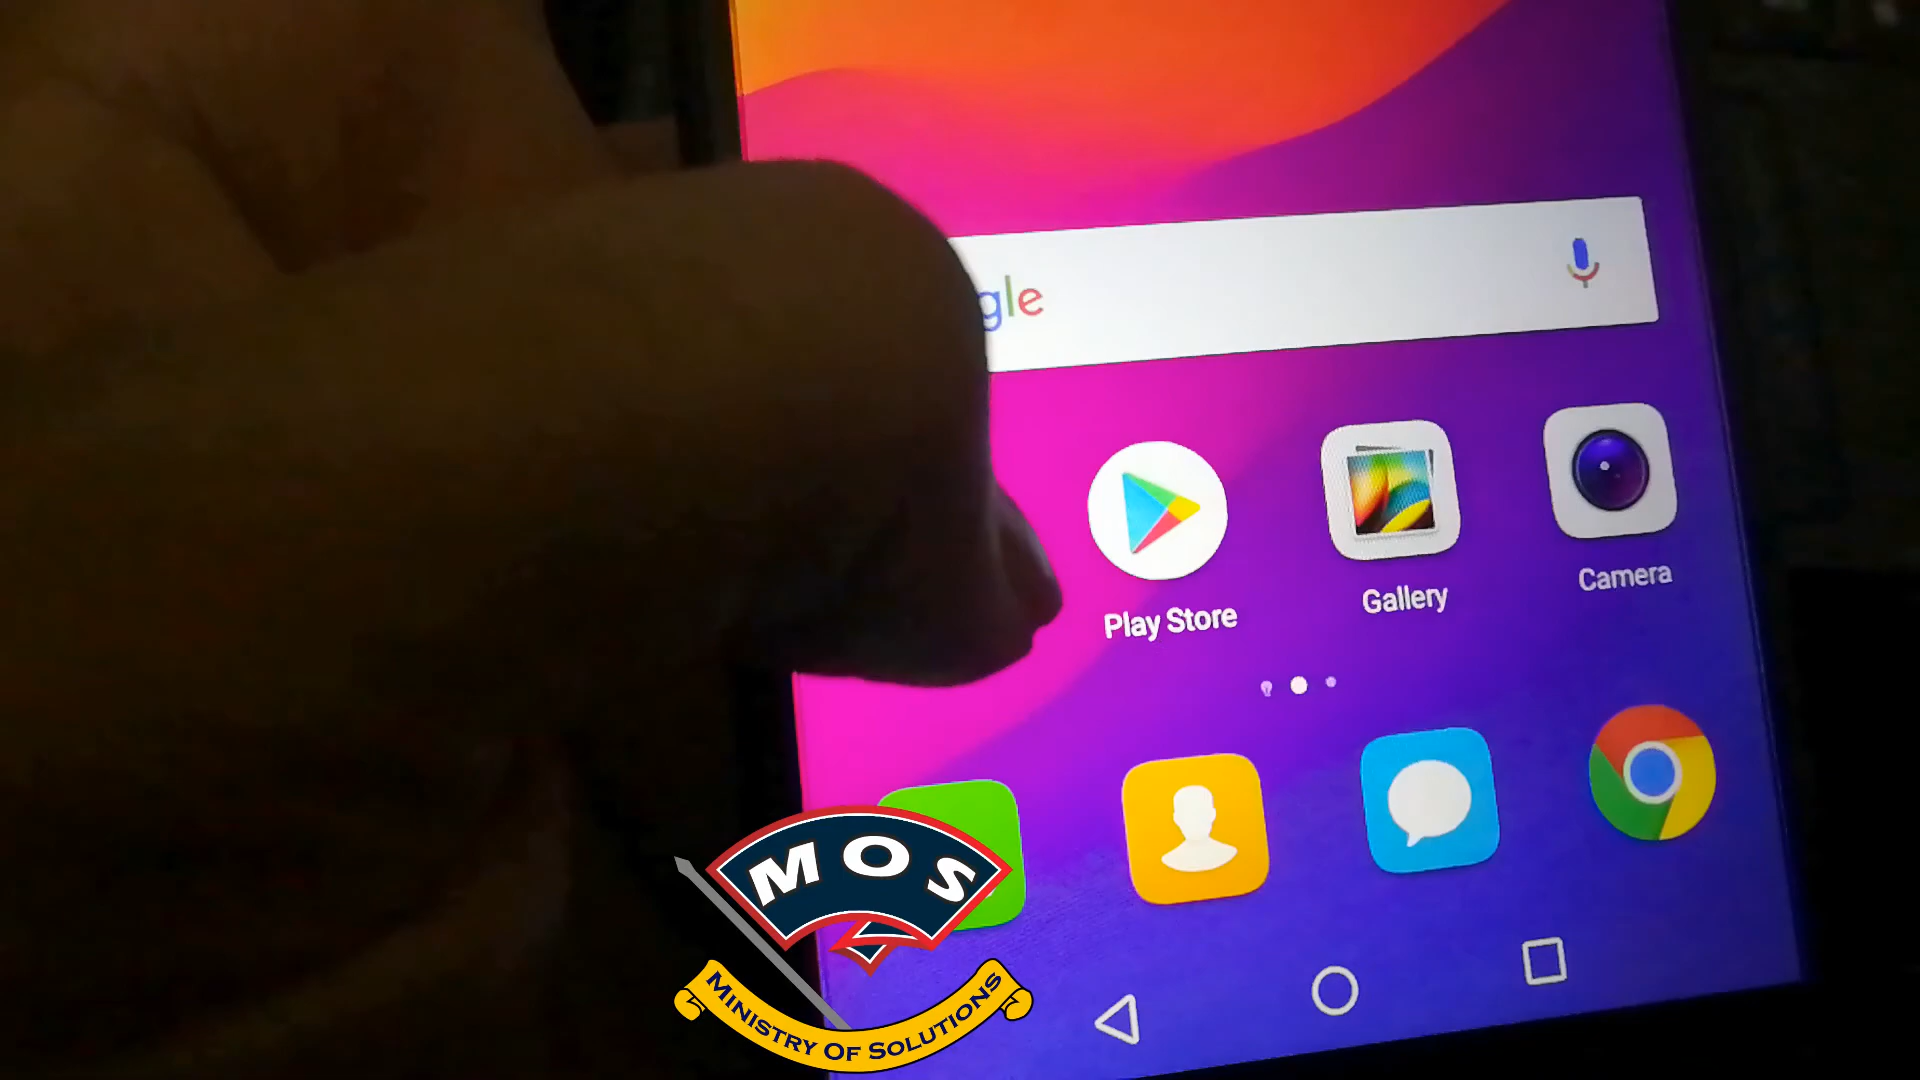 gle
Play Store
Gallery
Camera
MOS
MINISTRY OF SOLUTIONS